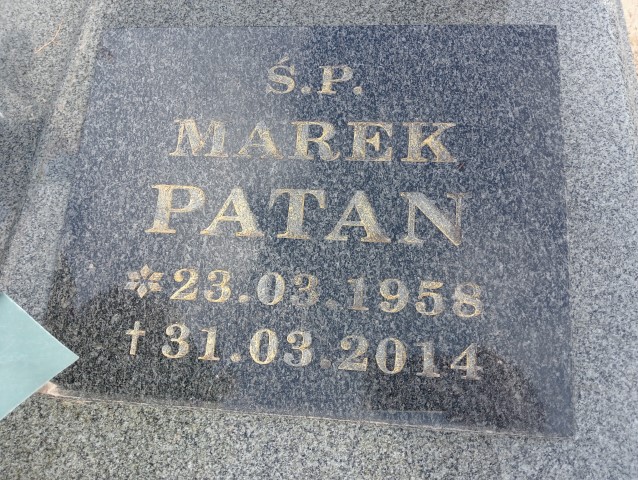 Ś.P.
MAREK
PATAN
* 23.03.1958
† 31.03.2014